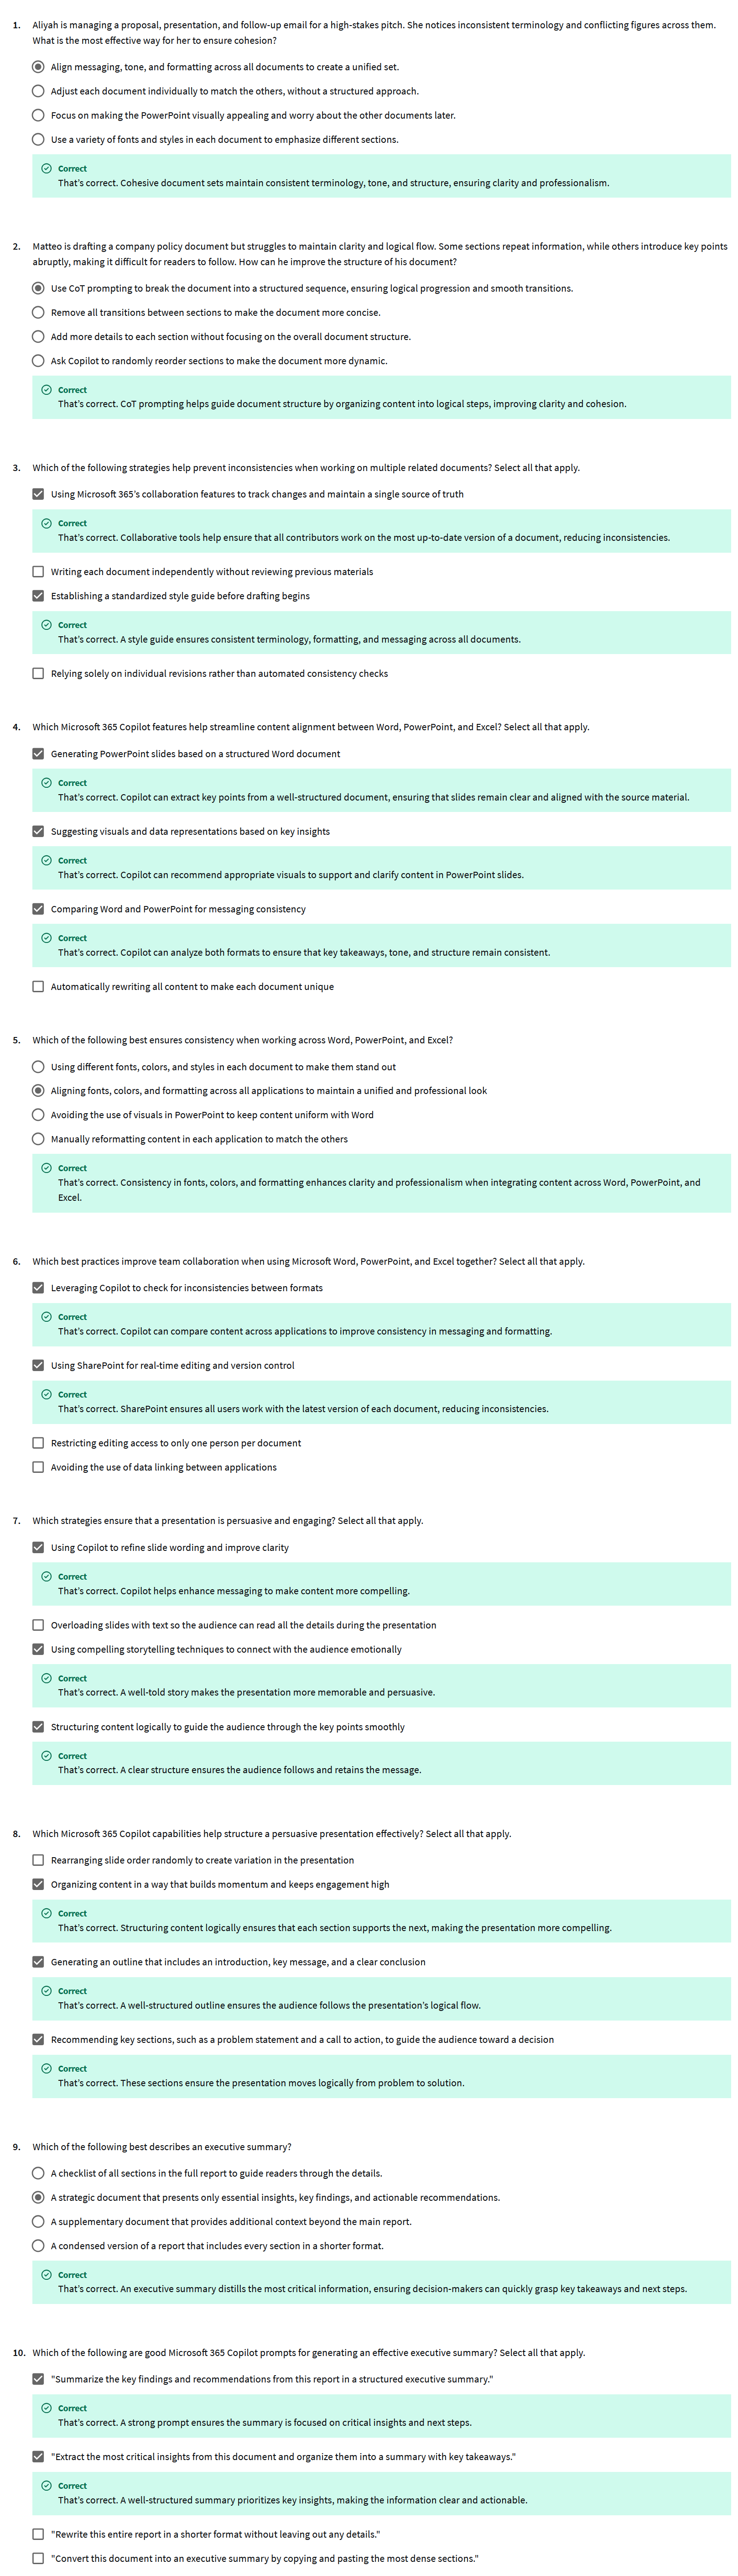 1. Aliyah is managing a proposal, presentation, and follow-up email for a high-stakes pitch. She notices inconsistent terminology and conflicting figures across them.
What is the most effective way for her to ensure cohesion?
Align messaging, tone, and formatting across all documents to create a unified set.
Adjust each document individually to match the others, without a structured approach.
Focus on making the PowerPoint visually appealing and worry about the other documents later.
Use a variety of fonts and styles in each document to emphasize different sections.
Correct
That's correct. Cohesive document sets maintain consistent terminology, tone, and structure, ensuring clarity and professionalism.
2. Matteo is drafting a company policy document but struggles to maintain clarity and logical flow. Some sections repeat information, while others introduce key points
abruptly, making it difficult for readers to follow. How can he improve the structure of his document?
Use CoT prompting to break the document into a structured sequence, ensuring logical progression and smooth transitions.
Remove all transitions between sections to make the document more concise.
Add more details to each section without focusing on the overall document structure.
Ask Copilot to randomly reorder sections to make the document more dynamic.
Correct
That's correct. CoT prompting helps guide document structure by organizing content into logical steps, improving clarity and cohesion.
3. Which of the following strategies help prevent inconsistencies when working on multiple related documents? Select all that apply.
Using Microsoft 365's collaboration features to track changes and maintain a single source of truth
Correct
That's correct. Collaborative tools help ensure that all contributors work on the most up-to-date version of a document, reducing inconsistencies.
Writing each document independently without reviewing previous materials
Establishing a standardized style guide before drafting begins
Correct
That's correct. A style guide ensures consistent terminology, formatting, and messaging across all documents.
Relying solely on individual revisions rather than automated consistency checks
4. Which Microsoft 365 Copilot features help streamline content alignment between Word, PowerPoint, and Excel? Select all that apply.
Generating PowerPoint slides based on a structured Word document
Correct
That's correct. Copilot can extract key points from a well-structured document, ensuring that slides remain clear and aligned with the source material.
Suggesting visuals and data representations based on key insights
Correct
That's correct. Copilot can recommend appropriate visuals to support and clarify content in PowerPoint slides.
Comparing Word and PowerPoint for messaging consistency
Correct
That's correct. Copilot can analyze both formats to ensure that key takeaways, tone, and structure remain consistent.
Automatically rewriting all content to make each document unique
5. Which of the following best ensures consistency when working across Word, PowerPoint, and Excel?
Using different fonts, colors, and styles in each document to make them stand out
Aligning fonts, colors, and formatting across all applications to maintain a unified and professional look
Avoiding the use of visuals in PowerPoint to keep content uniform with Word
Manually reformatting content in each application to match the others
Correct
That's correct. Consistency in fonts, colors, and formatting enhances clarity and professionalism when integrating content across Word, PowerPoint, and
Excel.
6. Which best practices improve team collaboration when using Microsoft Word, PowerPoint, and Excel together? Select all that apply.
Leveraging Copilot to check for inconsistencies between formats
Correct
That's correct. Copilot can compare content across applications to improve consistency in messaging and formatting.
Using SharePoint for real-time editing and version control
Correct
That's correct. SharePoint ensures all users work with the latest version of each document, reducing inconsistencies.
Restricting editing access to only one person per document
Avoiding the use of data linking between applications
7. Which strategies ensure that a presentation is persuasive and engaging? Select all that apply.
Using Copilot to refine slide wording and improve clarity
Correct
That's correct. Copilot helps enhance messaging to make content more compelling.
Overloading slides with text so the audience can read all the details during the presentation
Using compelling storytelling techniques to connect with the audience emotionally
Correct
That's correct. A well-told story makes the presentation more memorable and persuasive.
Structuring content logically to guide the audience through the key points smoothly
Correct
That's correct. A clear structure ensures the audience follows and retains the message.
8. Which Microsoft 365 Copilot capabilities help structure a persuasive presentation effectively? Select all that apply.
Rearranging slide order randomly to create variation in the presentation
Organizing content in a way that builds momentum and keeps engagement high
Correct
That's correct. Structuring content logically ensures that each section supports the next, making the presentation more compelling.
Generating an outline that includes an introduction, key message, and a clear conclusion
Correct
That's correct. A well-structured outline ensures the audience follows the presentation's logical flow.
Recommending key sections, such as a problem statement and a call to action, to guide the audience toward a decision
Correct
That's correct. These sections ensure the presentation moves logically from problem to solution.
9. Which of the following best describes an executive summary?
A checklist of all sections in the full report to guide readers through the details.
A strategic document that presents only essential insights, key findings, and actionable recommendations.
A supplementary document that provides additional context beyond the main report.
A condensed version of a report that includes every section in a shorter format.
Correct
That's correct. An executive summary distills the most critical information, ensuring decision-makers can quickly grasp key takeaways and next steps.
10. Which of the following are good Microsoft 365 Copilot prompts for generating an effective executive summary? Select all that apply.
"Summarize the key findings and recommendations from this report in a structured executive summary."
Correct
That's correct. A strong prompt ensures the summary is focused on critical insights and next steps.
"Extract the most critical insights from this document and organize them into a summary with key takeaways."
Correct
That's correct. A well-structured summary prioritizes key insights, making the information clear and actionable.
"Rewrite this entire report in a shorter format without leaving out any details."
"Convert this document into an executive summary by copying and pasting the most dense sections."